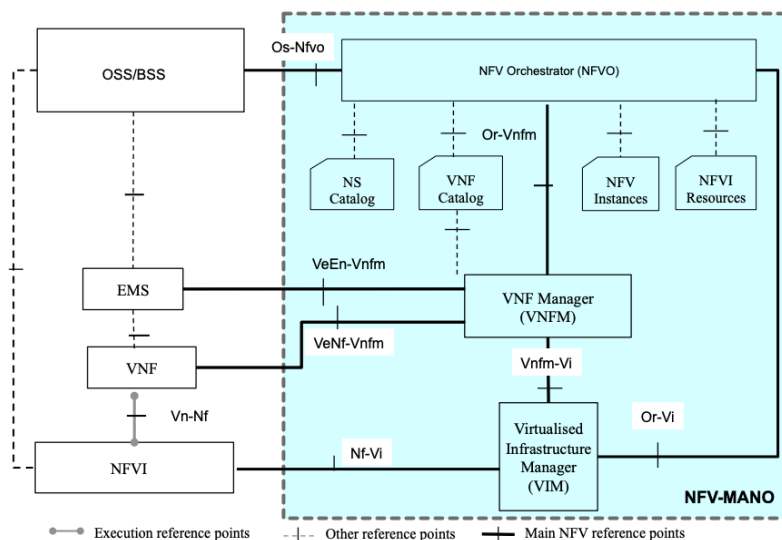 Os-Nfvo
OSS/BSS
NFV Orchestrator (NFVO)
Or-Vnfm
NS
Catalog
VNF
Catalog
NFV
Instances
NFVI
Resources
VeEn-Vnfm
EMS
VNF Manager
(VNFM)
VeNf-Vnfm
VNF
Vnfm-Vi
Vn-Nf
Or-Vi
Virtualised
Infrastructure
Manager
(VIM)
Nf-Vi
NFVI
NFV-MANO
Execution reference points
Other reference points
Main NFV reference points